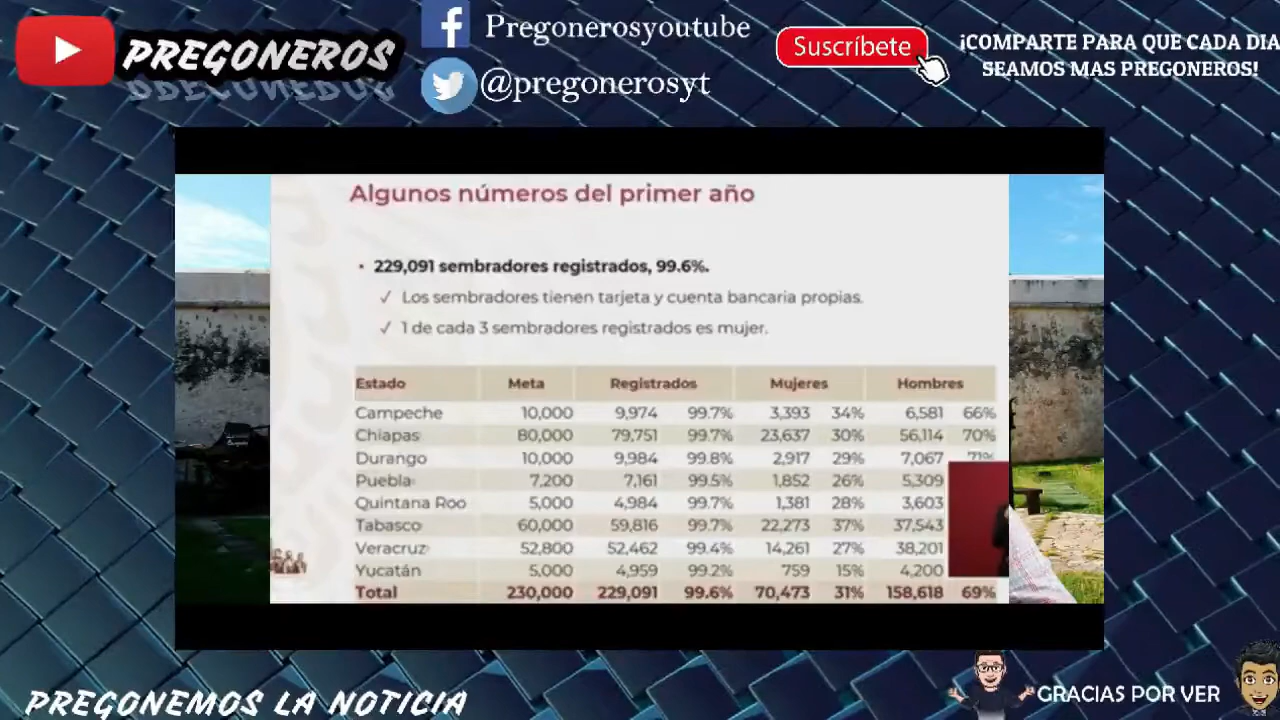 PREGONEROS
Pregonerosyoutube
@pregonerosyt
Suscríbete
¡COMPARTE PARA QUE CADA DIA
SEAMOS MAS PREGONEROS!
Algunos números del primer año
· 229,091 sembradores registrados, 99.6%.
✓ Los sembradores tienen tarjeta y cuenta bancaria propias.
✓ 1 de cada 3 sembradores registrados es mujer.
Estado Meta Registrados Mujeres Hombres
Campeche 10,000 9,974 99.7% 3,393 34% 6,581 66%
Chiapas 80,000 79,751 99.7% 23,637 30% 56,114 70%
Durango 10,000 9,984 99.8% 2,917 29% 7,067 71%
Puebla 7,200 7,161 99.5% 1,852 26% 5,309
Quintana Roo 5,000 4,984 99.7% 1,381 28% 3,603
Tabasco 60,000 59,816 99.7% 22,273 37% 37,543
Veracruz 52,800 52,462 99.4% 14,261 27% 38,201
Yucatán 5,000 4,959 99.2% 759 15% 4,200
Total 230,000 229,091 99.6% 70,473 31% 158,618 69%
PREGONEMOS LA NOTICIA
GRACIAS POR VER